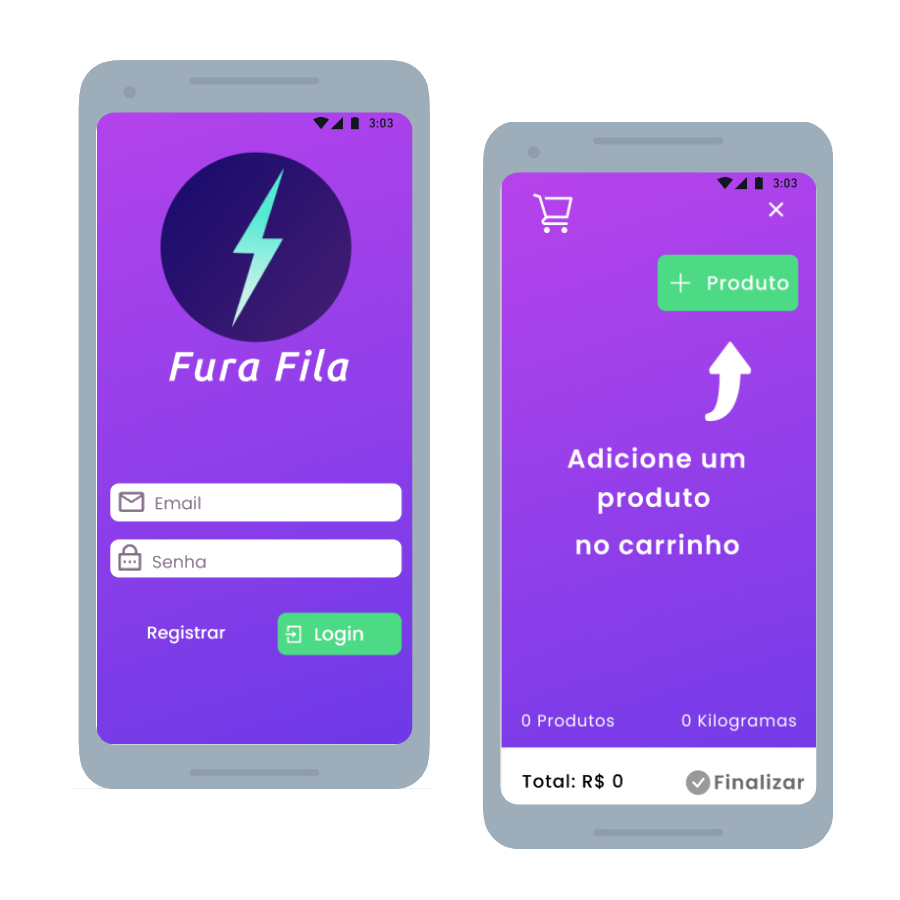 3:03
Fura Fila
Email
Senha
Registrar
Login
3:03
Produto
Adicione um
produto
no carrinho
0 Produtos
0 Kilogramas
Total: R$ 0
Finalizar